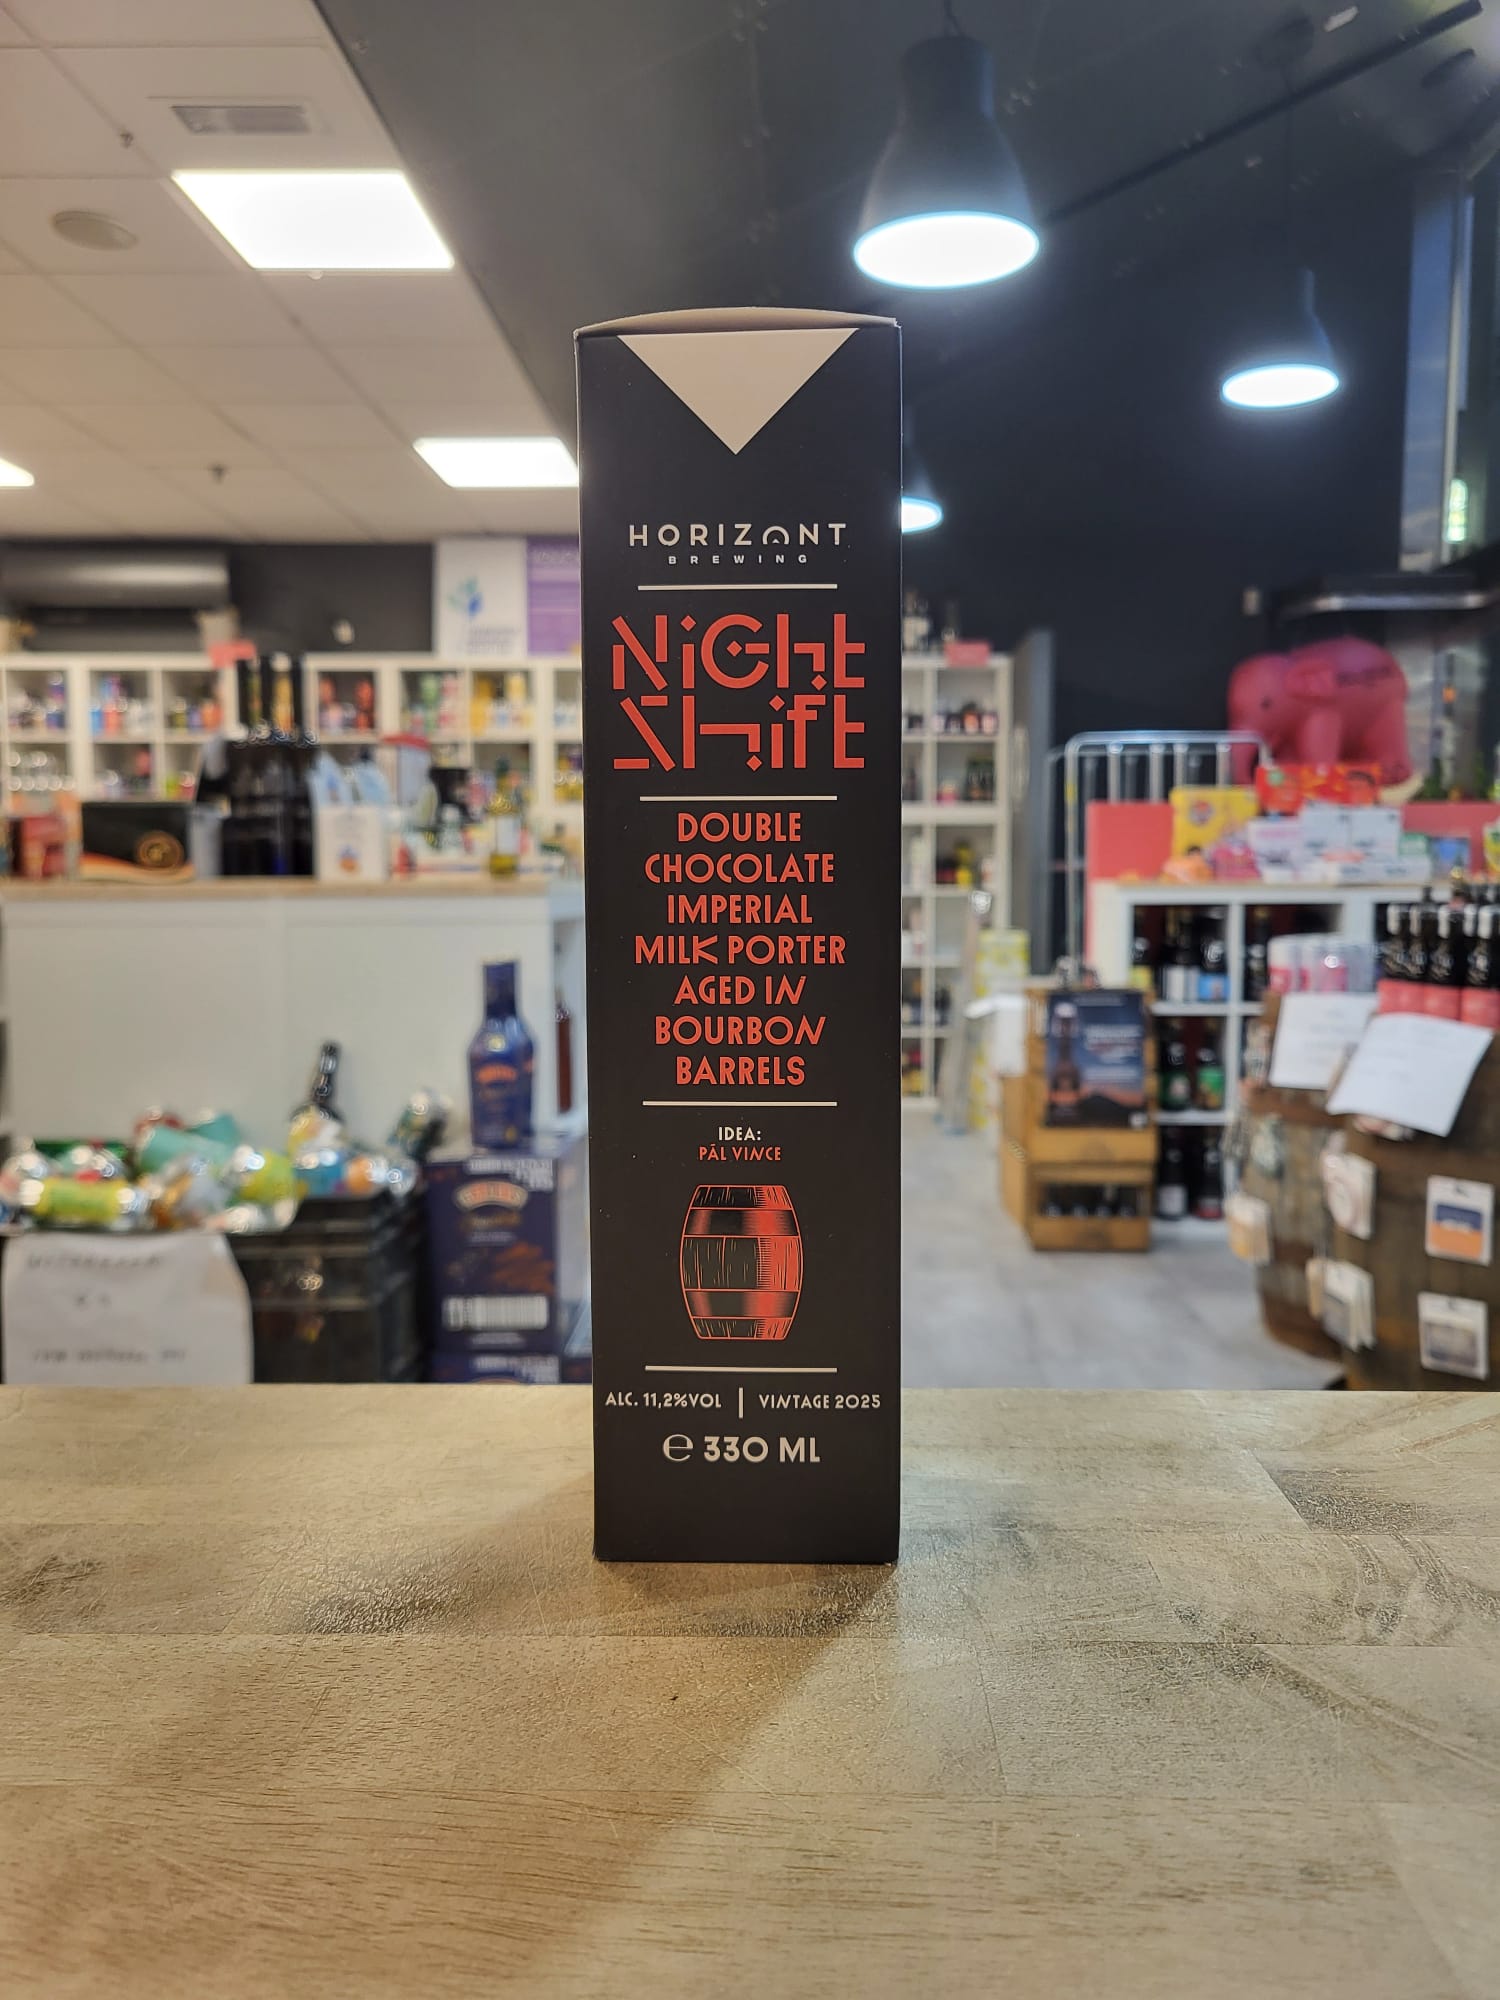 HORIZONT
BREWING
NIGHT
SHIFT
DOUBLE
CHOCOLATE
IMPERIAL
MILK PORTER
AGED IN
BOURBON
BARRELS
IDEA:
PÁL VINCE
ALC. 11,2%VOL | VINTAGE 2025
℮ 330 ML